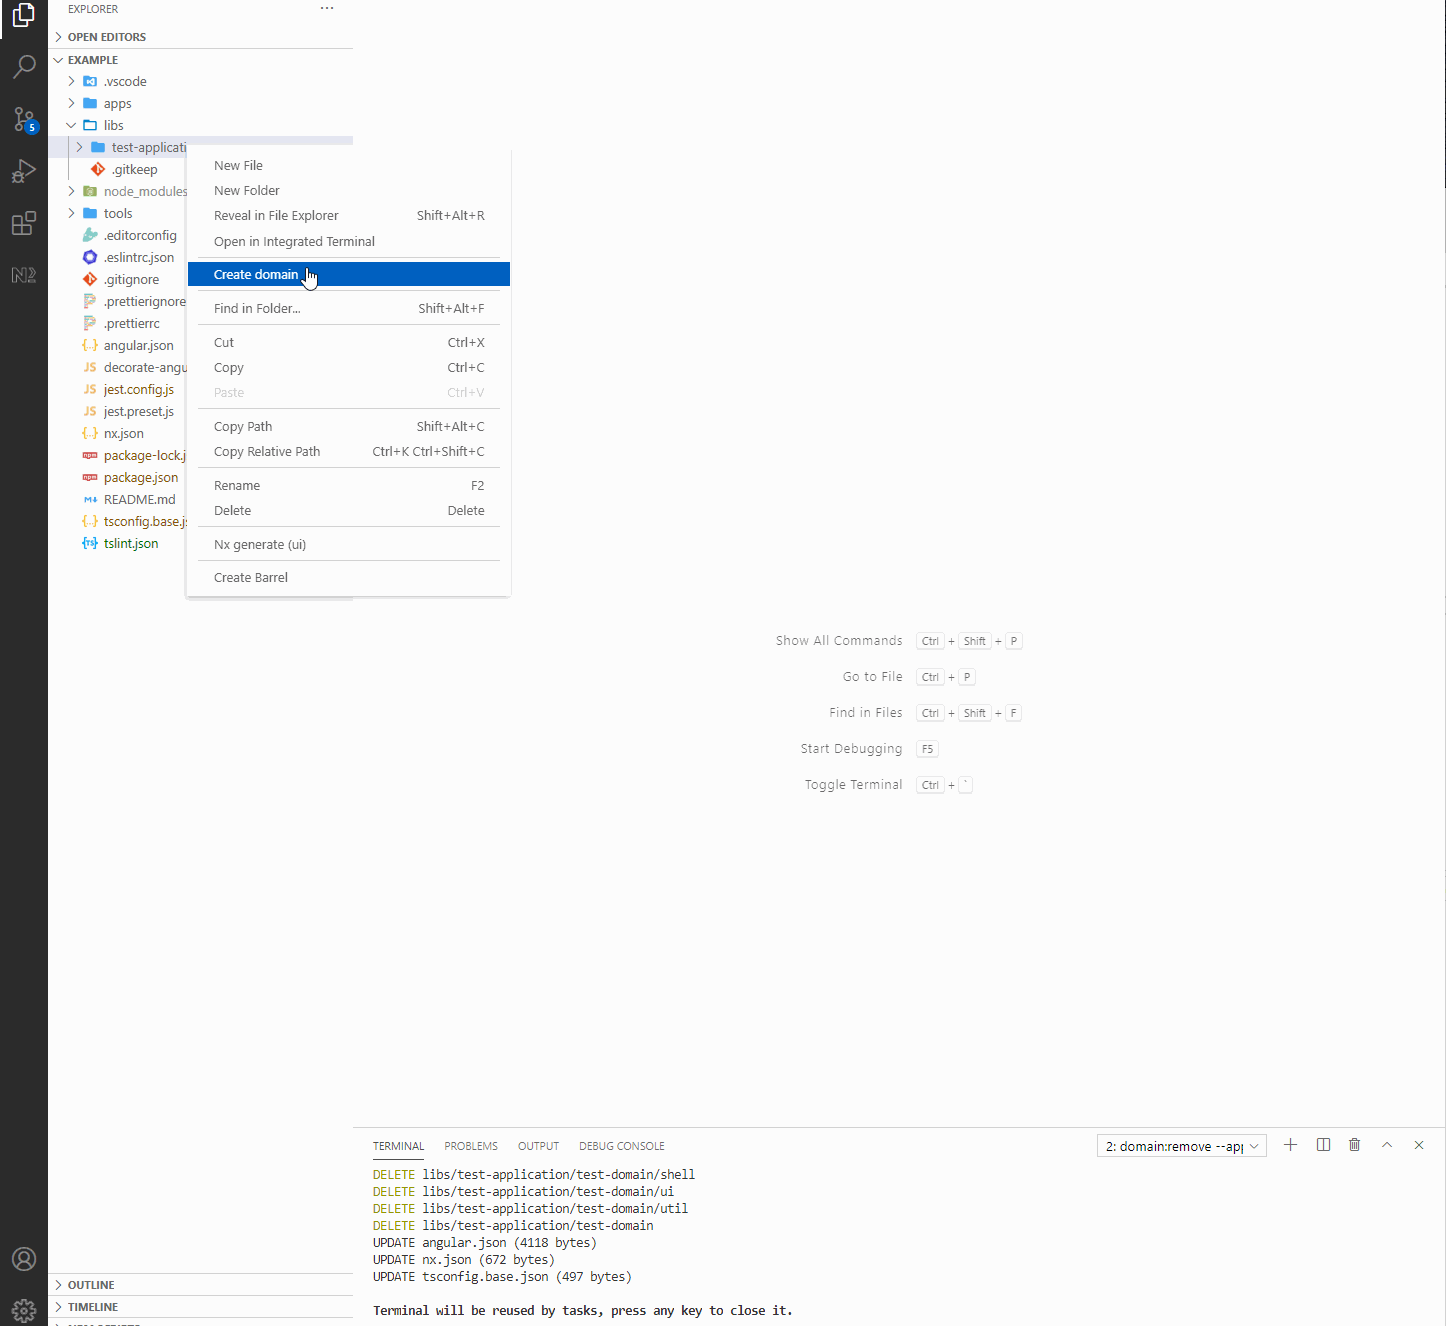 EXPLORER
OPEN EDITORS
EXAMPLE
.vscode
apps
libs
test-applicati
.gitkeep
node_modules
tools
.editorconfig
.eslintrc.json
.gitignore
.prettierignore
.prettierrc
angular.json
decorate-angu
jest.config.js
jest.preset.js
nx.json
package-lock.j
package.json
README.md
tsconfig.base.js
tslint.json
5
New File
New Folder
Reveal in File Explorer Shift+Alt+R
Open in Integrated Terminal
Create domain
Find in Folder... Shift+Alt+F
Cut Ctrl+X
Copy Ctrl+C
Paste Ctrl+V
Copy Path Shift+Alt+C
Copy Relative Path Ctrl+K Ctrl+Shift+C
Rename F2
Delete Delete
Nx generate (ui)
Create Barrel
Show All Commands Ctrl + Shift + P
Go to File Ctrl + P
Find in Files Ctrl + Shift + F
Start Debugging F5
Toggle Terminal Ctrl + `
TERMINAL PROBLEMS OUTPUT DEBUG CONSOLE
2: domain:remove --app
DELETE libs/test-application/test-domain/shell
DELETE libs/test-application/test-domain/ui
DELETE libs/test-application/test-domain/util
DELETE libs/test-application/test-domain
UPDATE angular.json (4118 bytes)
UPDATE nx.json (672 bytes)
UPDATE tsconfig.base.json (497 bytes)
Terminal will be reused by tasks, press any key to close it.
OUTLINE
TIMELINE